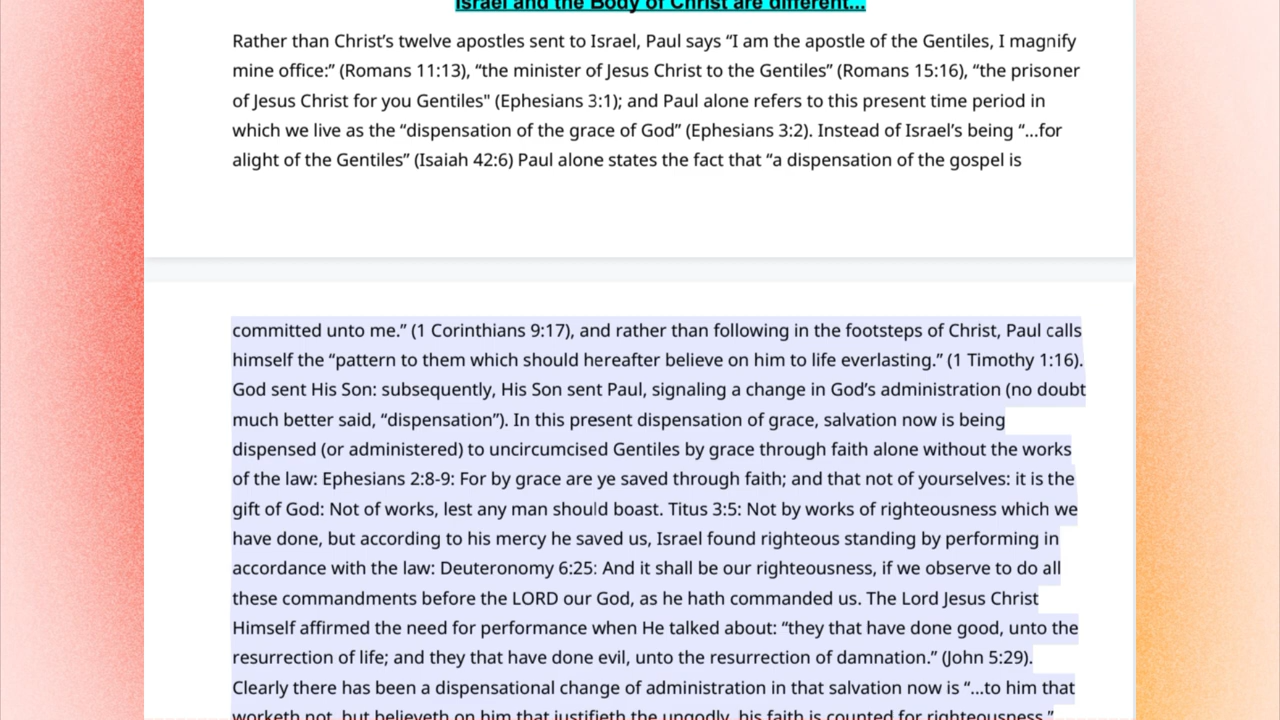 Israel and the Body of Christ are different...
Rather than Christ’s twelve apostles sent to Israel, Paul says “I am the apostle of the Gentiles, I magnify
mine office:” (Romans 11:13), “the minister of Jesus Christ to the Gentiles” (Romans 15:16), “the prisoner
of Jesus Christ for you Gentiles" (Ephesians 3:1); and Paul alone refers to this present time period in
which we live as the “dispensation of the grace of God” (Ephesians 3:2). Instead of Israel’s being “...for
alight of the Gentiles” (Isaiah 42:6) Paul alone states the fact that “a dispensation of the gospel is
committed unto me.” (1 Corinthians 9:17), and rather than following in the footsteps of Christ, Paul calls
himself the “pattern to them which should hereafter believe on him to life everlasting.” (1 Timothy 1:16).
God sent His Son: subsequently, His Son sent Paul, signaling a change in God’s administration (no doubt
much better said, “dispensation”). In this present dispensation of grace, salvation now is being
dispensed (or administered) to uncircumcised Gentiles by grace through faith alone without the works
of the law: Ephesians 2:8-9: For by grace are ye saved through faith; and that not of yourselves: it is the
gift of God: Not of works, lest any man should boast. Titus 3:5: Not by works of righteousness which we
have done, but according to his mercy he saved us, Israel found righteous standing by performing in
accordance with the law: Deuteronomy 6:25: And it shall be our righteousness, if we observe to do all
these commandments before the LORD our God, as he hath commanded us. The Lord Jesus Christ
Himself affirmed the need for performance when He talked about: “they that have done good, unto the
resurrection of life; and they that have done evil, unto the resurrection of damnation.” (John 5:29).
Clearly there has been a dispensational change of administration in that salvation now is “...to him that
worketh not, but believeth on him that justifieth the ungodly, his faith is counted for righteousness.”